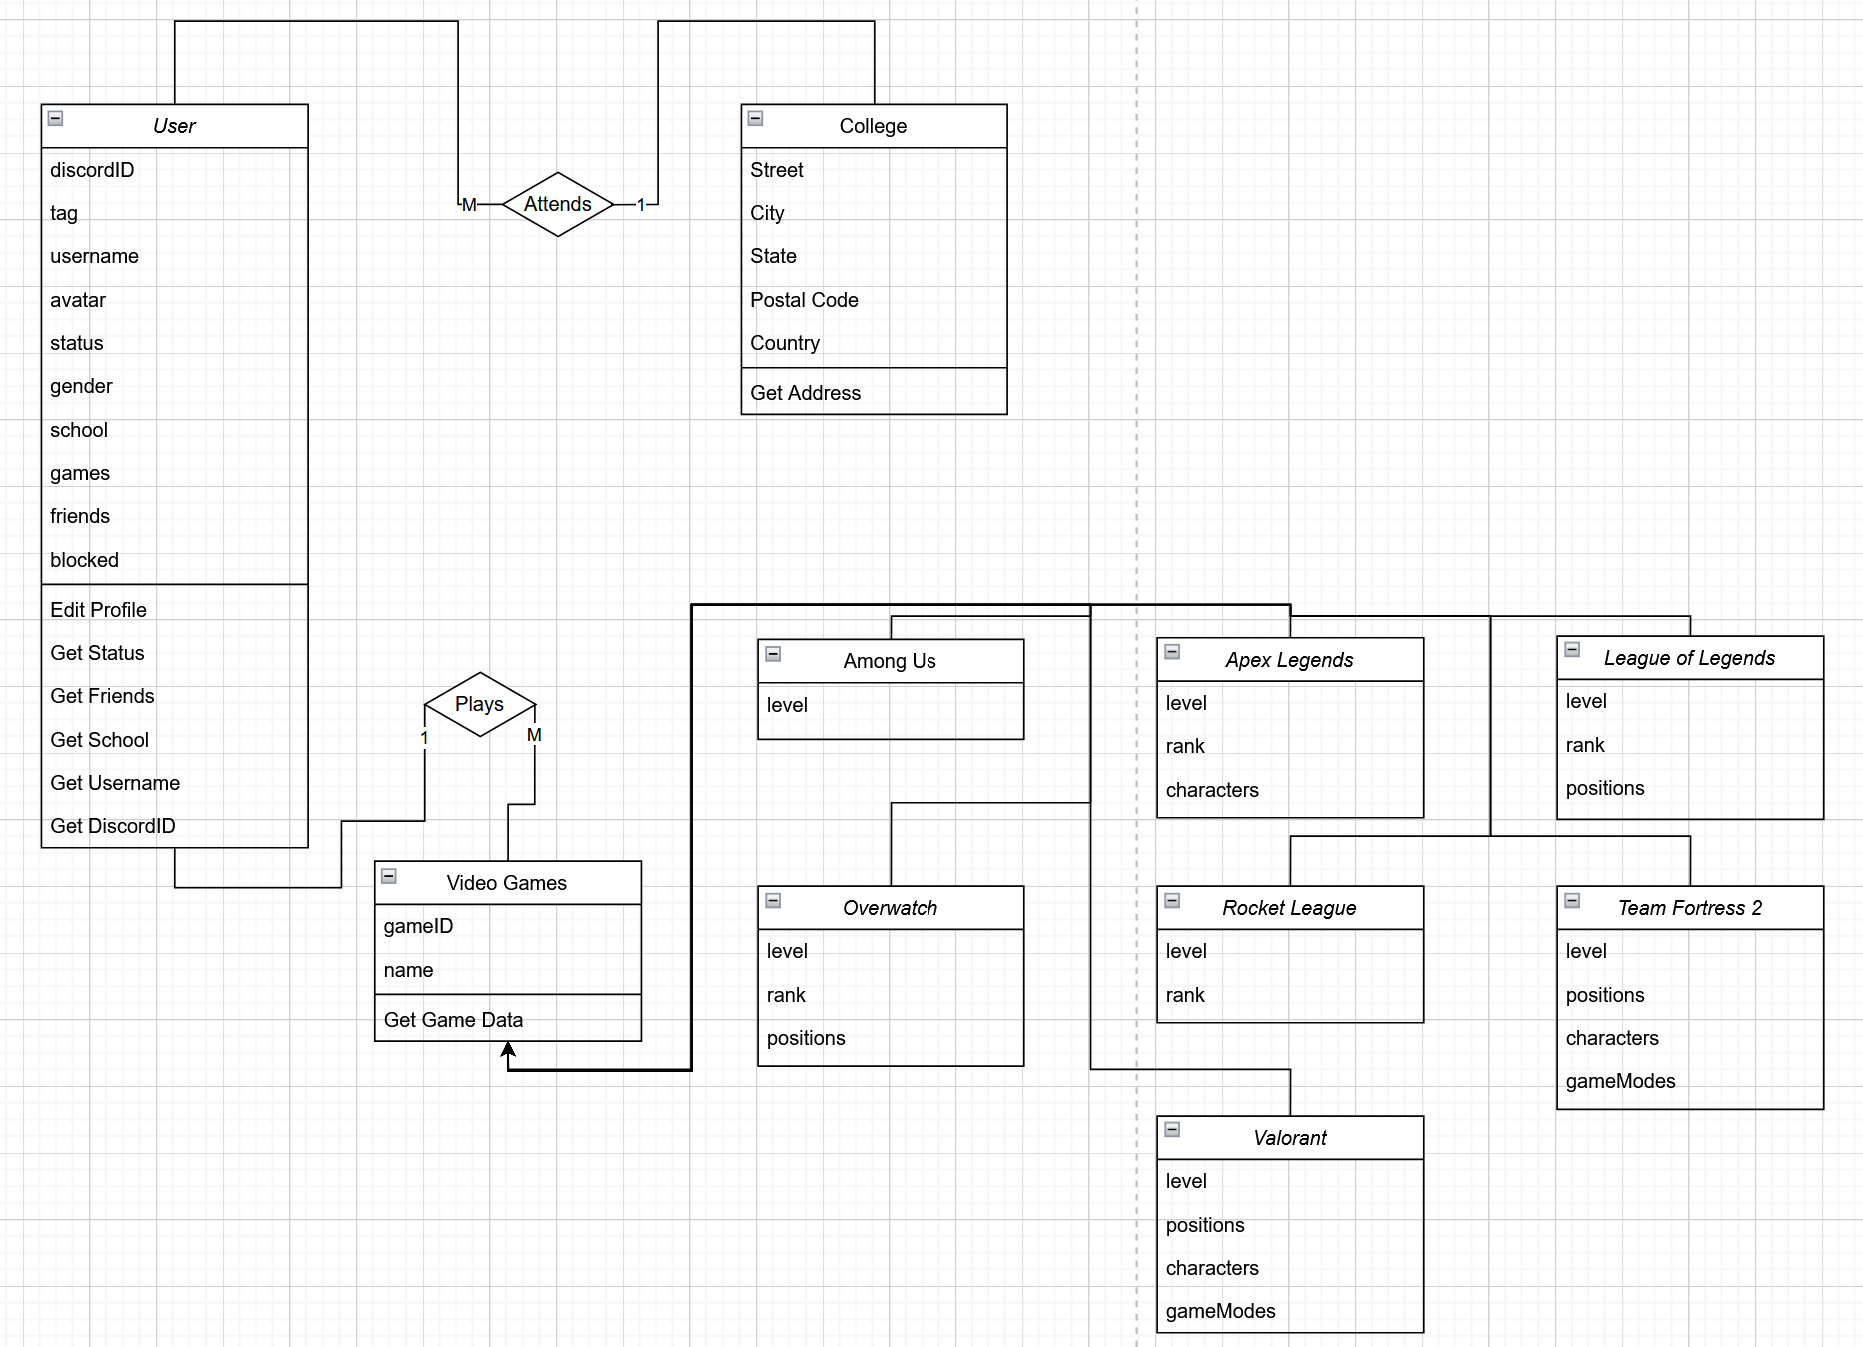 User
discordID
tag
username
avatar
status
gender
school
games
friends
blocked
Edit Profile
Get Status
Get Friends
Get School
Get Username
Get DiscordID
M
Attends
1
College
Street
City
State
Postal Code
Country
Get Address
Plays
1
M
Video Games
gameID
name
Get Game Data
Among Us
level
Apex Legends
level
rank
characters
League of Legends
level
rank
positions
Overwatch
level
rank
positions
Rocket League
level
rank
Team Fortress 2
level
positions
characters
gameModes
Valorant
level
positions
characters
gameModes